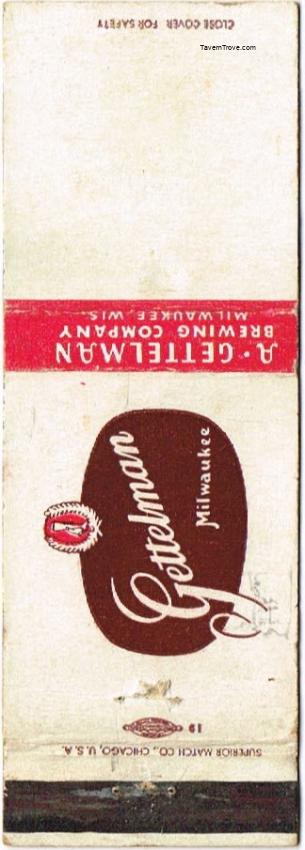 CLOSE COVER FOR SAFETY
TavernTrove.com
A·GETTELMAN
BREWING COMPANY
MILWAUKEE, WIS.
Gettelman
Milwaukee
19
SUPERIOR MATCH CO., CHICAGO, U.S.A.